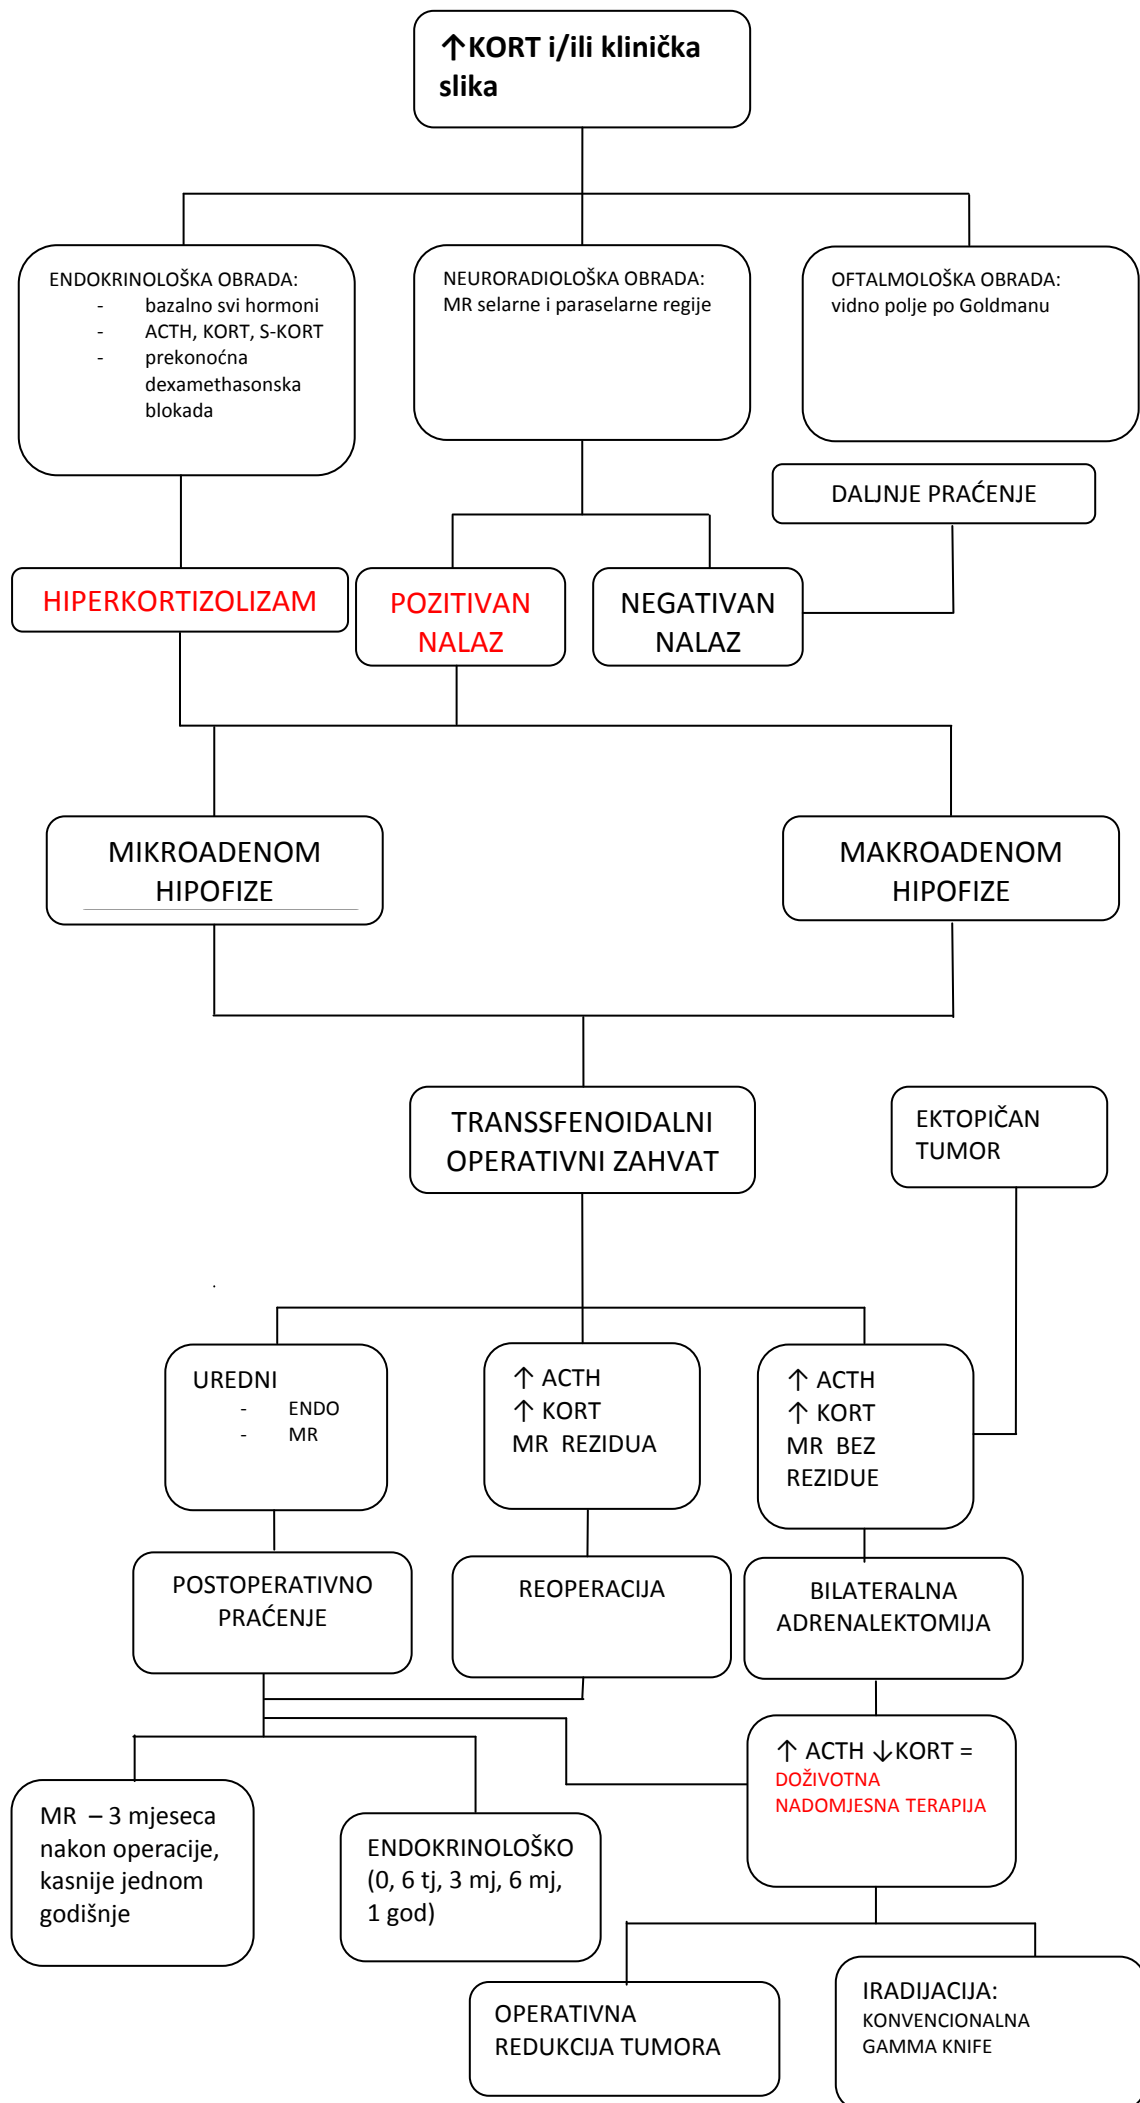 ↑KORT i/ili klinička
slika
ENDOKRINOLOŠKA OBRADA:
- bazalno svi hormoni
- ACTH, KORT, S-KORT
- prekonoćna
dexamethasonska
blokada
NEURORADIOLOŠKA OBRADA:
MR selarne i paraselarne regije
OFTALMOLOŠKA OBRADA:
vidno polje po Goldmanu
DALJNJE PRAĆENJE
HIPERKORTIZOLIZAM
POZITIVAN
NALAZ
NEGATIVAN
NALAZ
MIKROADENOM
HIPOFIZE
MAKROADENOM
HIPOFIZE
TRANSSFENOIDALNI
OPERATIVNI ZAHVAT
EKTOPIČAN
TUMOR
.
UREDNI
- ENDO
- MR
↑ ACTH
↑ KORT
MR REZIDUA
↑ ACTH
↑ KORT
MR BEZ
REZIDUE
POSTOPERATIVNO
PRAĆENJE
REOPERACIJA
BILATERALNA
ADRENALEKTOMIJA
↑ ACTH ↓KORT =
DOŽIVOTNA
NADOMJESNA TERAPIJA
MR – 3 mjeseca
nakon operacije,
kasnije jednom
godišnje
ENDOKRINOLOŠKO
(0, 6 tj, 3 mj, 6 mj,
1 god)
OPERATIVNA
REDUKCIJA TUMORA
IRADIJACIJA:
KONVENCIONALNA
GAMMA KNIFE